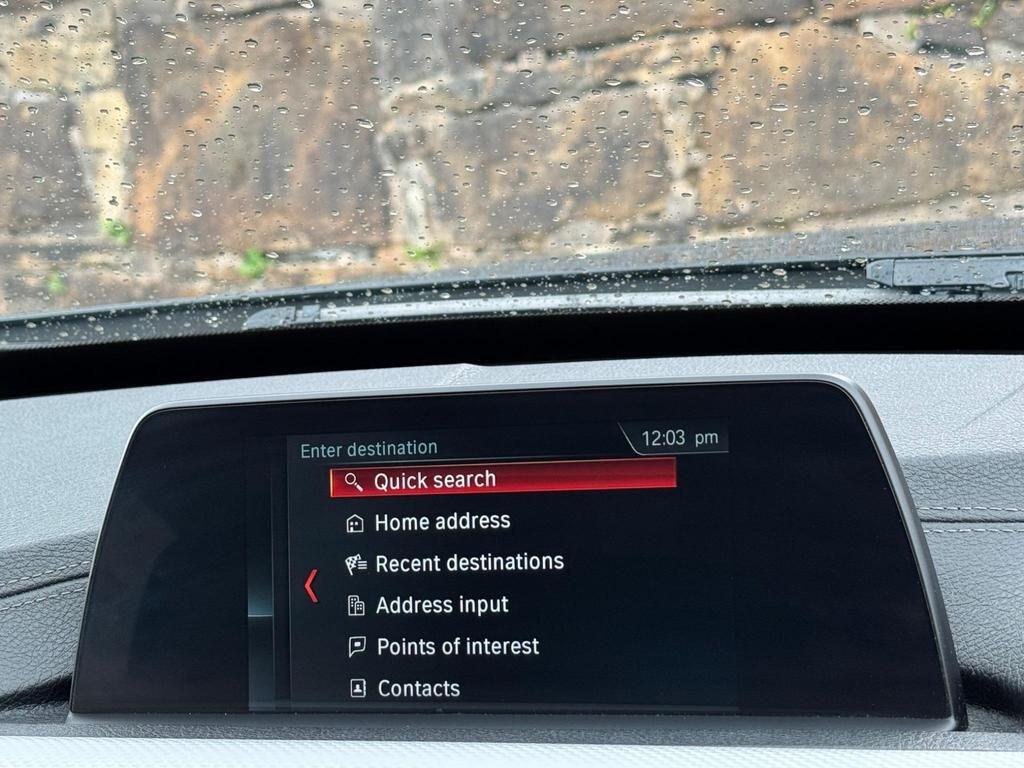 Enter destination
12:03 pm
Quick search
Home address
Recent destinations
Address input
Points of interest
Contacts